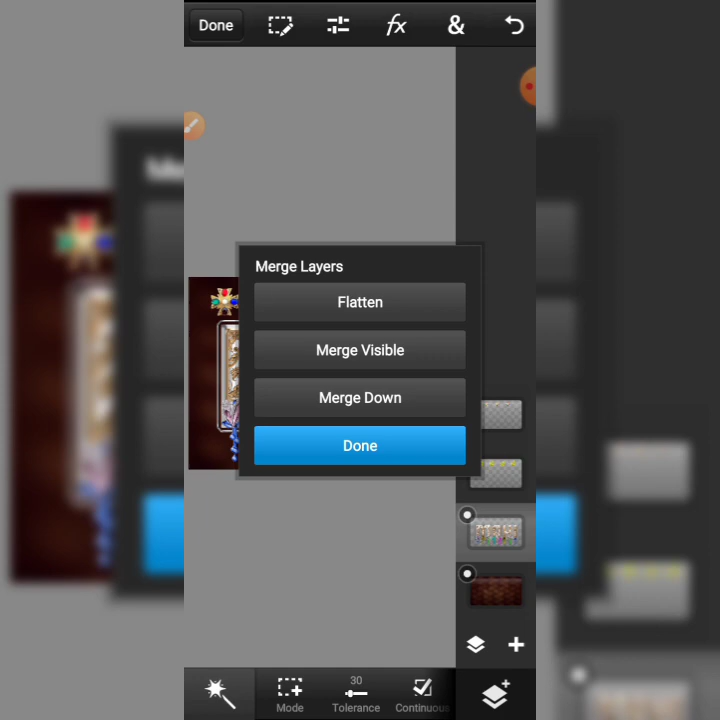 Done
fx
&
Merge Layers
Flatten
Merge Visible
Merge Down
Done
30
Mode
Tolerance
Continuous